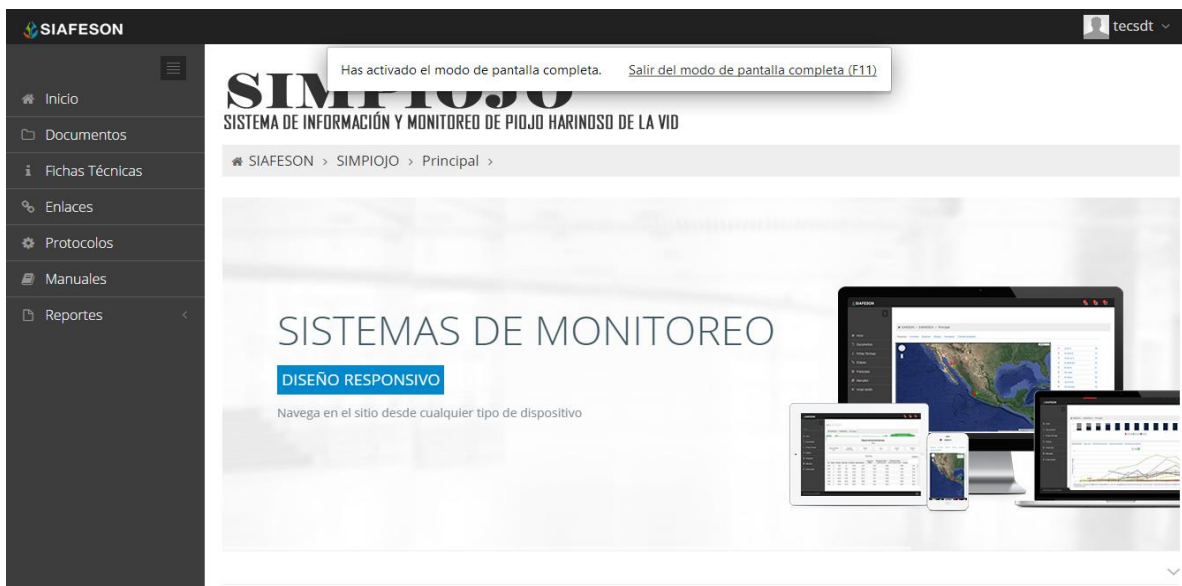 SIAFESON
tecsdt
Has activado el modo de pantalla completa. Salir del modo de pantalla completa (F11)
Inicio
Documentos
Fichas Técnicas
Enlaces
Protocolos
Manuales
Reportes
SIMPIOJO
SISTEMA DE INFORMACIÓN Y MONITOREO DE PIOJO HARINOSO DE LA VID
SIAFESON > SIMPIOJO > Principal >
SISTEMAS DE MONITOREO
DISEÑO RESPONSIVO
Navega en el sitio desde cualquier tipo de dispositivo